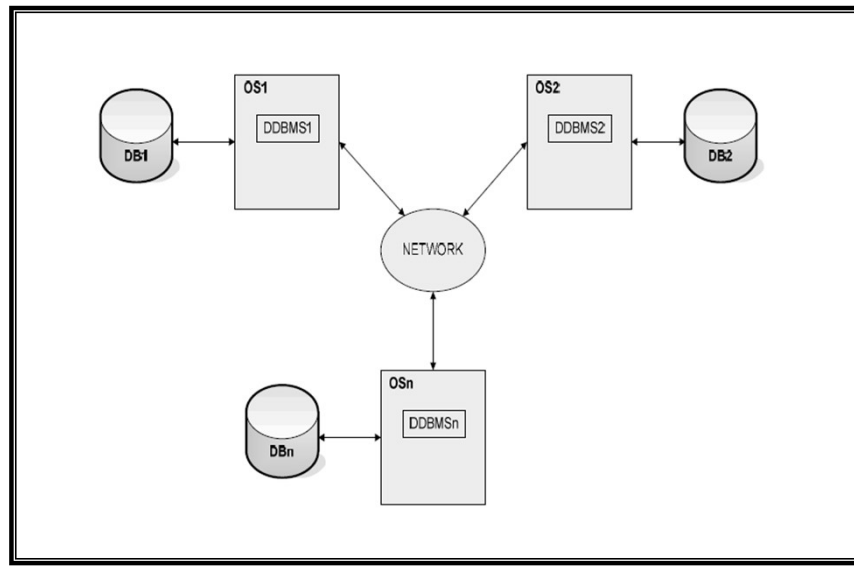 OS1
DDBMS1
DB1
OS2
DDBMS2
DB2
NETWORK
OSn
DDBMSn
DBn